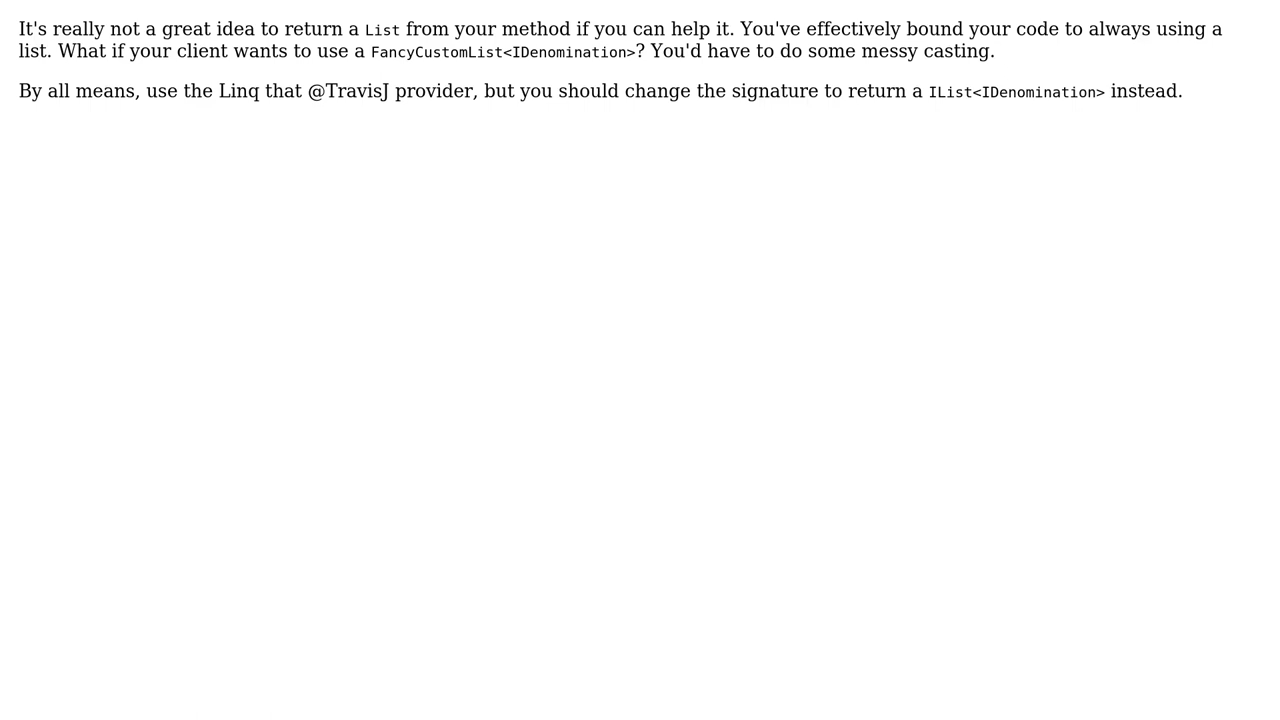 It's really not a great idea to return a List from your method if you can help it. You've effectively bound your code to always using a
list. What if your client wants to use a FancyCustomList<IDenomination>? You'd have to do some messy casting.
By all means, use the Linq that @TravisJ provider, but you should change the signature to return a IList<IDenomination> instead.